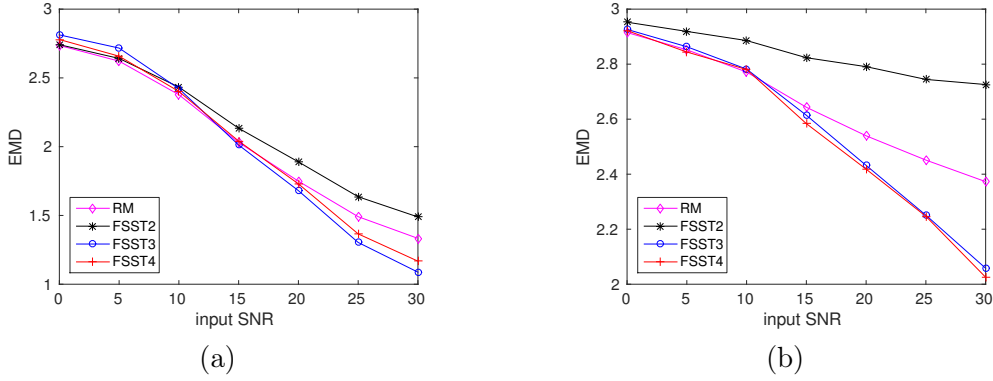 3
2.5
2
1.5
1
EMD
RM
FSST2
FSST3
FSST4
0 5 10 15 20 25 30
input SNR
(a)
3
2.8
2.6
2.4
2.2
2
EMD
RM
FSST2
FSST3
FSST4
0 5 10 15 20 25 30
input SNR
(b)